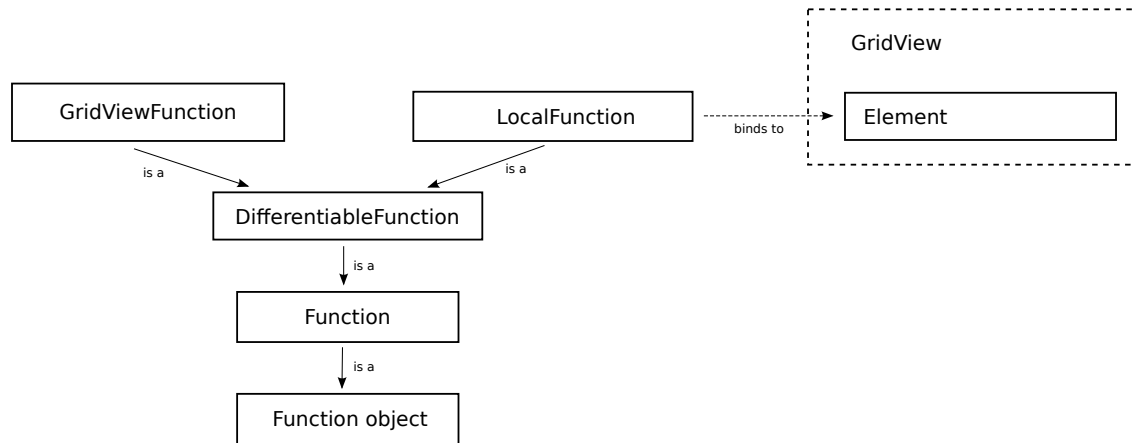 GridView
GridViewFunction
LocalFunction
Element
binds to
is a
is a
DifferentiableFunction
is a
Function
is a
Function object